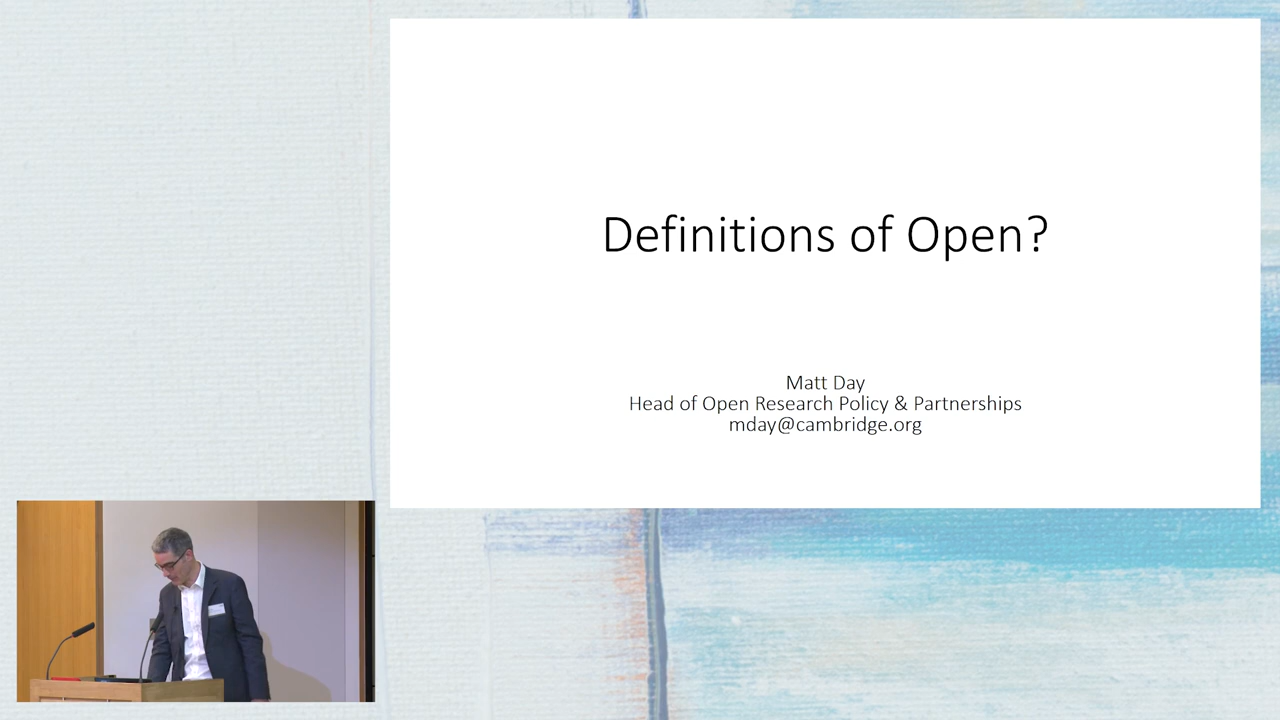 Definitions of Open?
Matt Day
Head of Open Research Policy & Partnerships
mday@cambridge.org